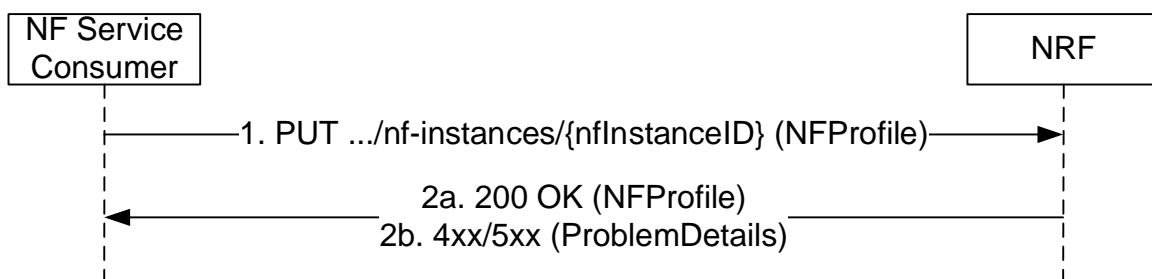 NF Service
Consumer
NRF
1. PUT .../nf-instances/{nfInstanceID} (NFProfile)
2a. 200 OK (NFProfile)
2b. 4xx/5xx (ProblemDetails)